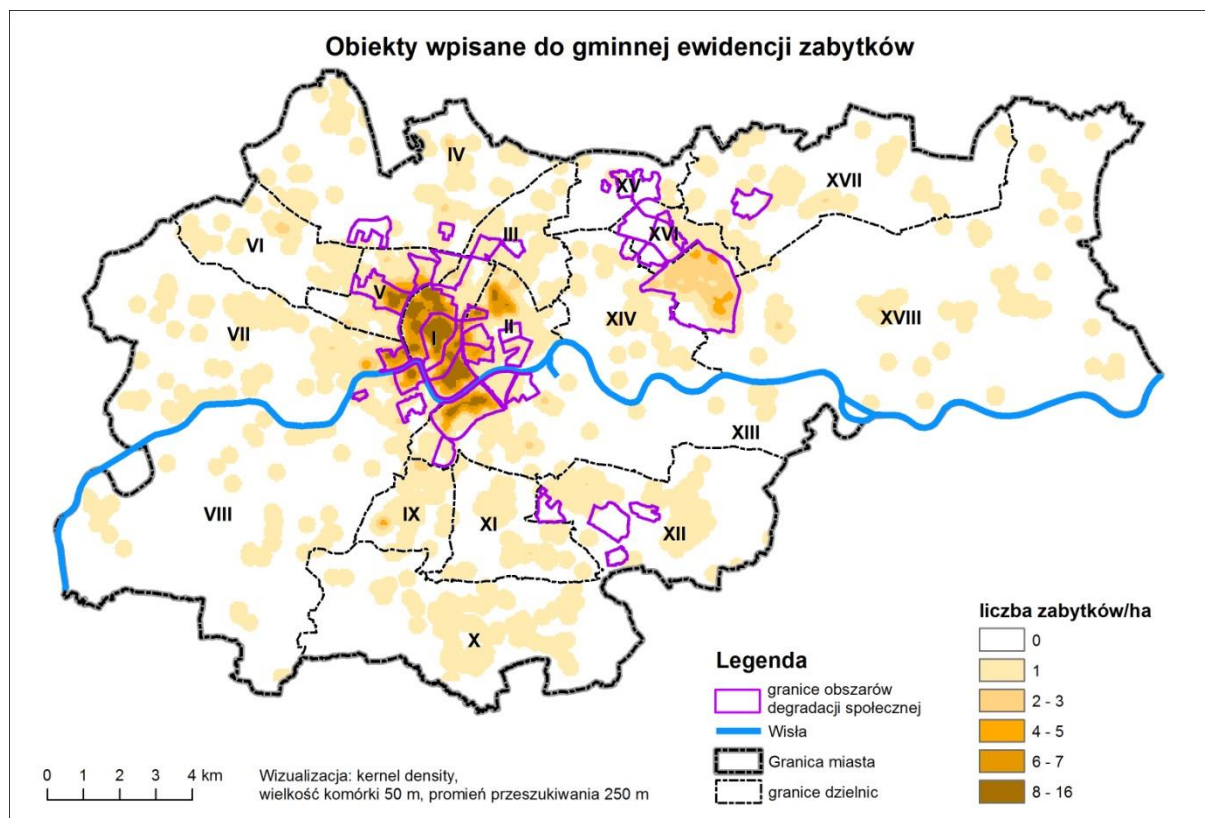 Obiekty wpisane do gminnej ewidencji zabytków
IV
XV
XVII
III
XVI
VI
V
XIV
XVIII
VII
I
II
XIII
VIII
IX
XI
XII
X
liczba zabytków/ha
0
1
2 - 3
4 - 5
6 - 7
8 - 16
Legenda
granice obszarów
degradacji społecznej
Wisła
Granica miasta
granice dzielnic
0 1 2 3 4 km
Wizualizacja: kernel density,
wielkość komórki 50 m, promień przeszukiwania 250 m